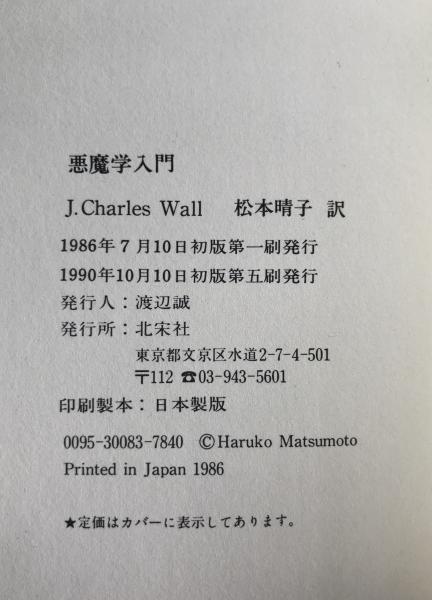 悪魔学入門
J.Charles Wall 松本晴子 訳
1986年7月10日初版第一刷発行
1990年10月10日初版第五刷発行
発行人：渡辺誠
発行所：北宋社
東京都文京区水道2-7-4-501
〒112 ☎03-943-5601
印刷製本：日本製版
0095-30083-7840 ©Haruko Matsumoto
Printed in Japan 1986
★定価はカバーに表示してあります。